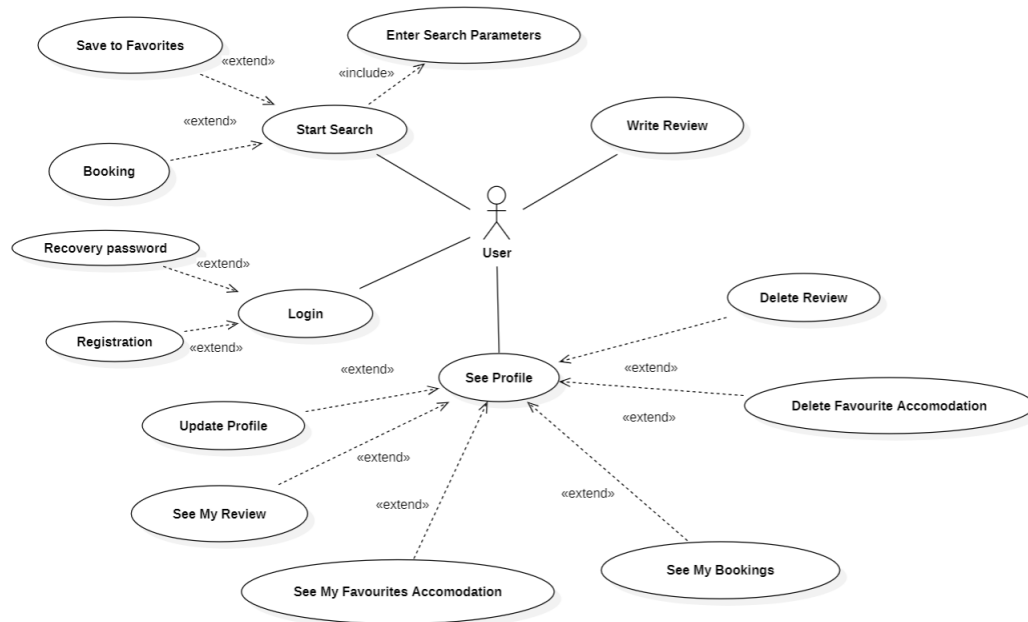 Enter Search Parameters
Save to Favorites
«extend»
«include»
«extend»
Start Search
Write Review
Booking
Recovery password
User
«extend»
Delete Review
Login
Registration
«extend»
«extend»
«extend»
See Profile
Delete Favourite Accomodation
«extend»
Update Profile
«extend»
«extend»
«extend»
See My Review
See My Bookings
See My Favourites Accomodation